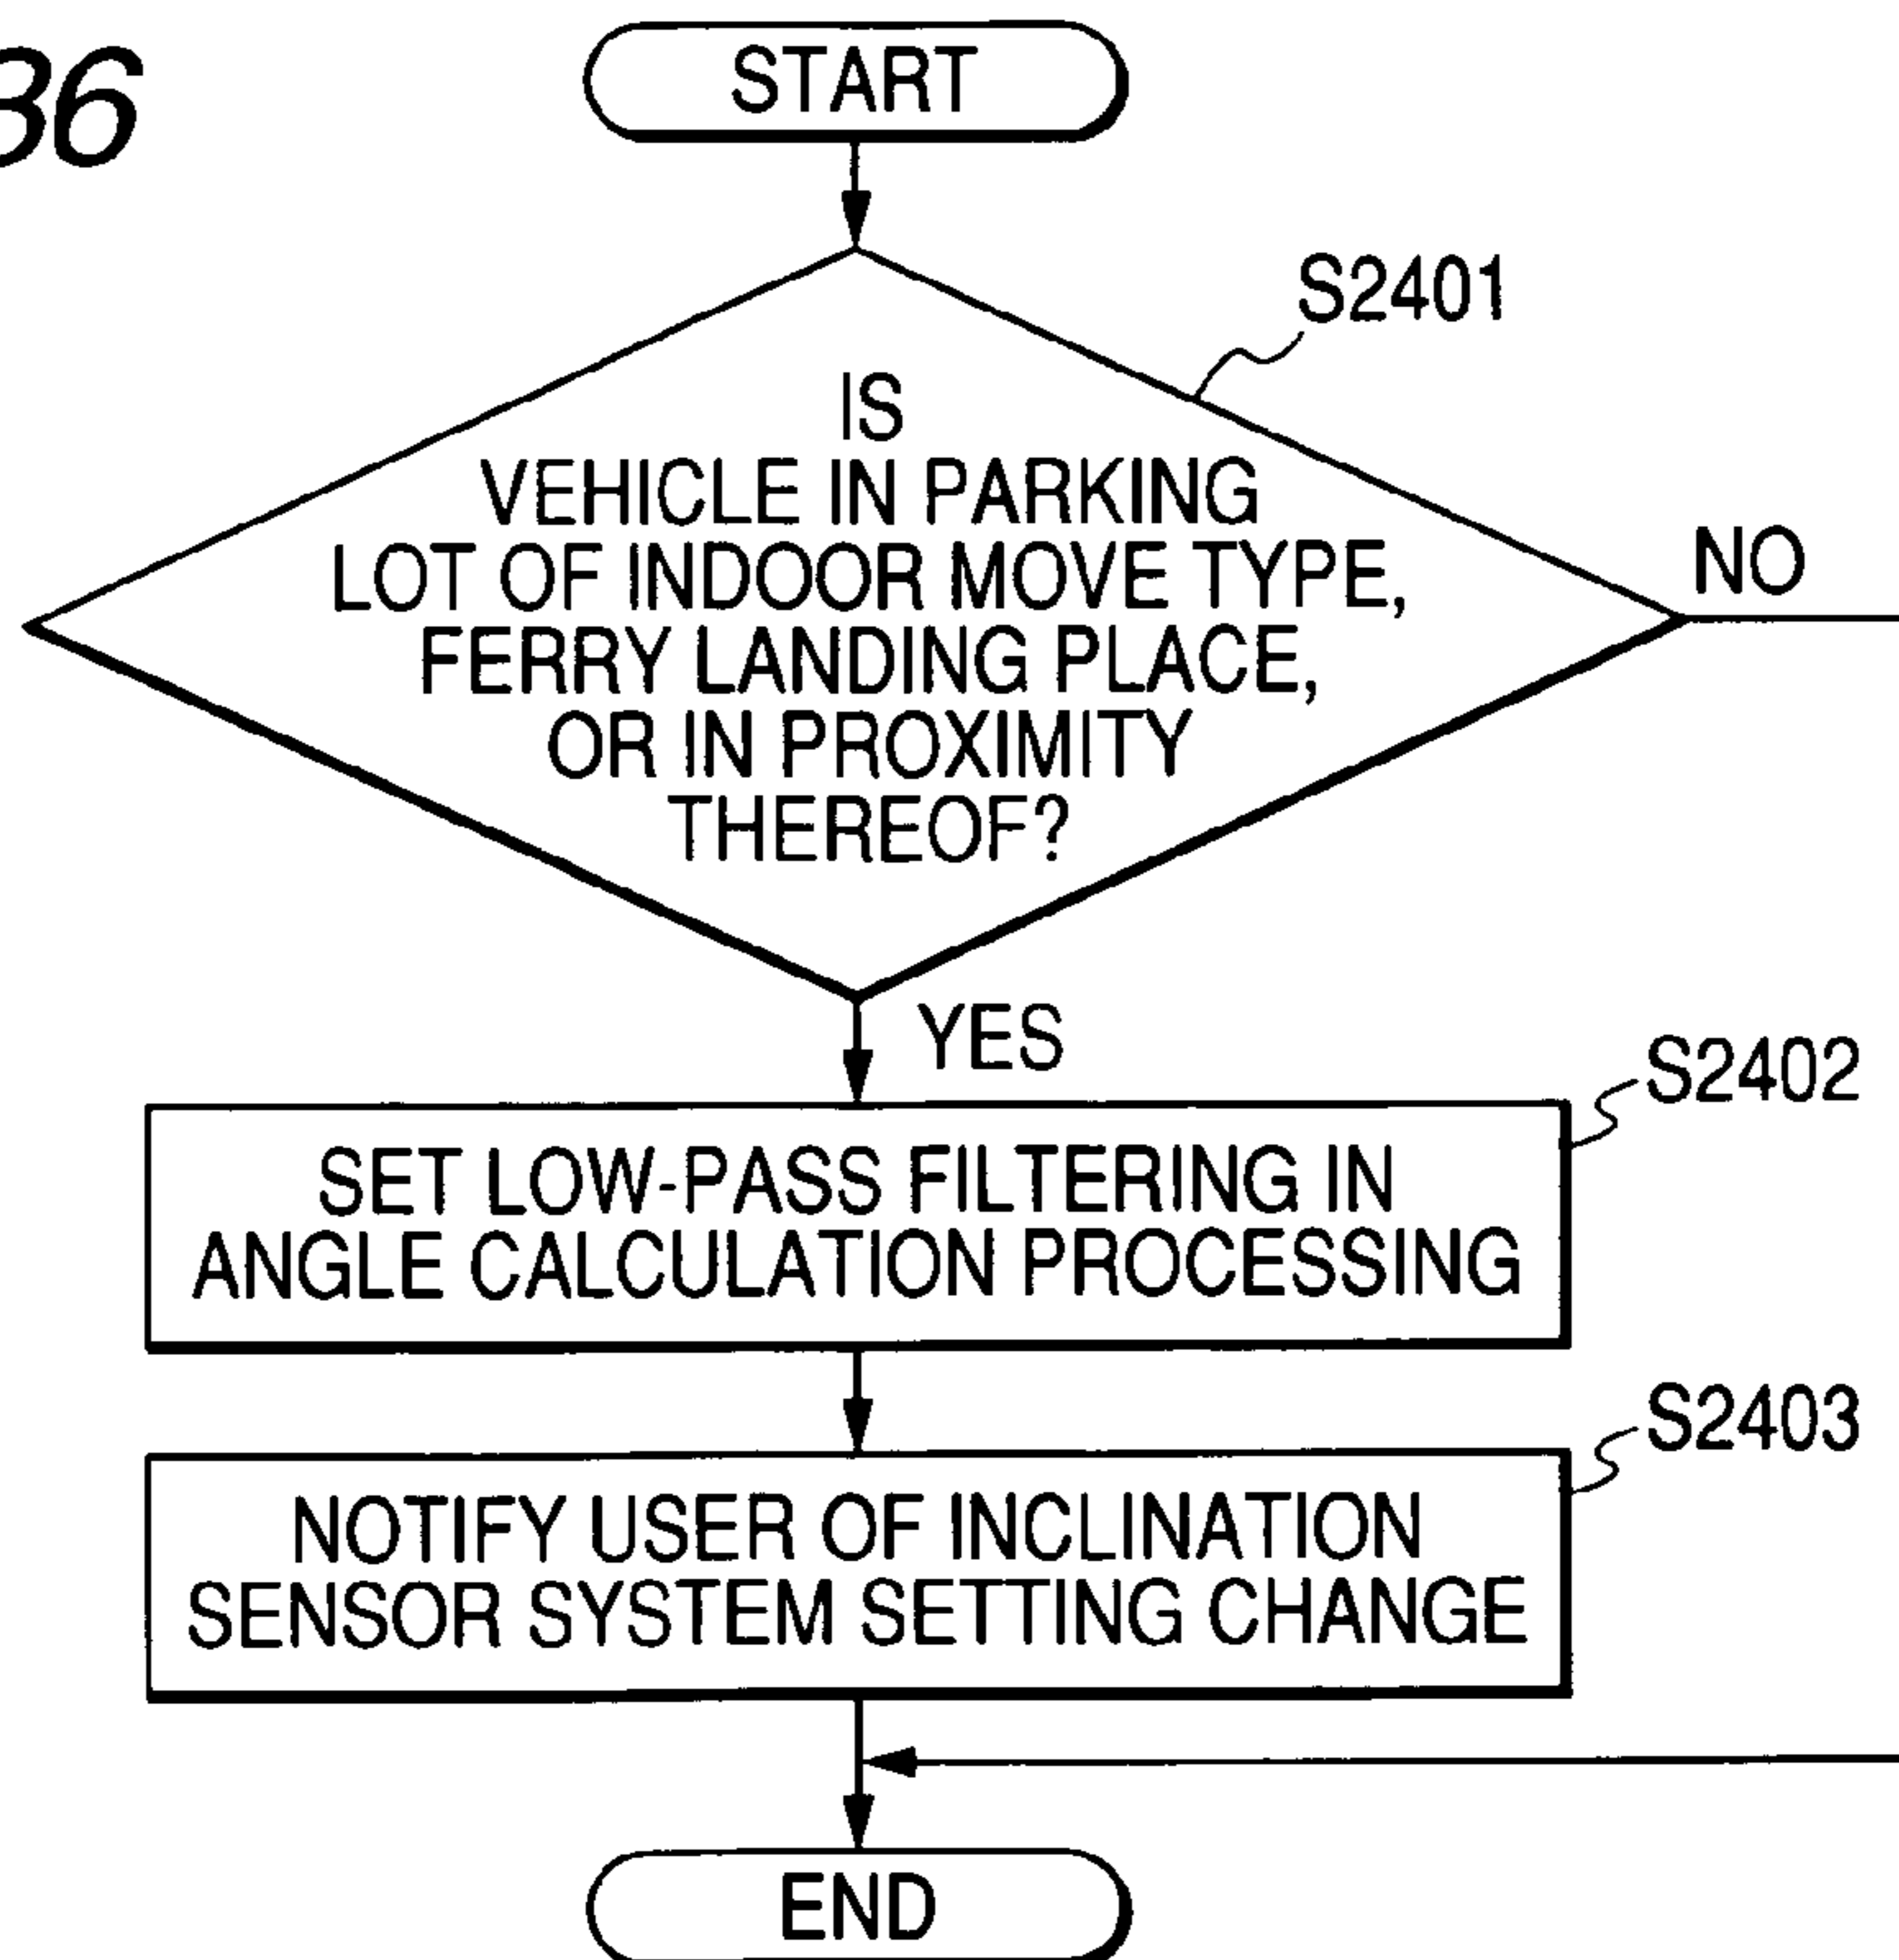 36
START
S2401
IS
VEHICLE IN PARKING
LOT OF INDOOR MOVE TYPE,
FERRY LANDING PLACE,
OR IN PROXIMITY
THEREOF?
NO
YES
S2402
SET LOW-PASS FILTERING IN
ANGLE CALCULATION PROCESSING
S2403
NOTIFY USER OF INCLINATION
SENSOR SYSTEM SETTING CHANGE
END